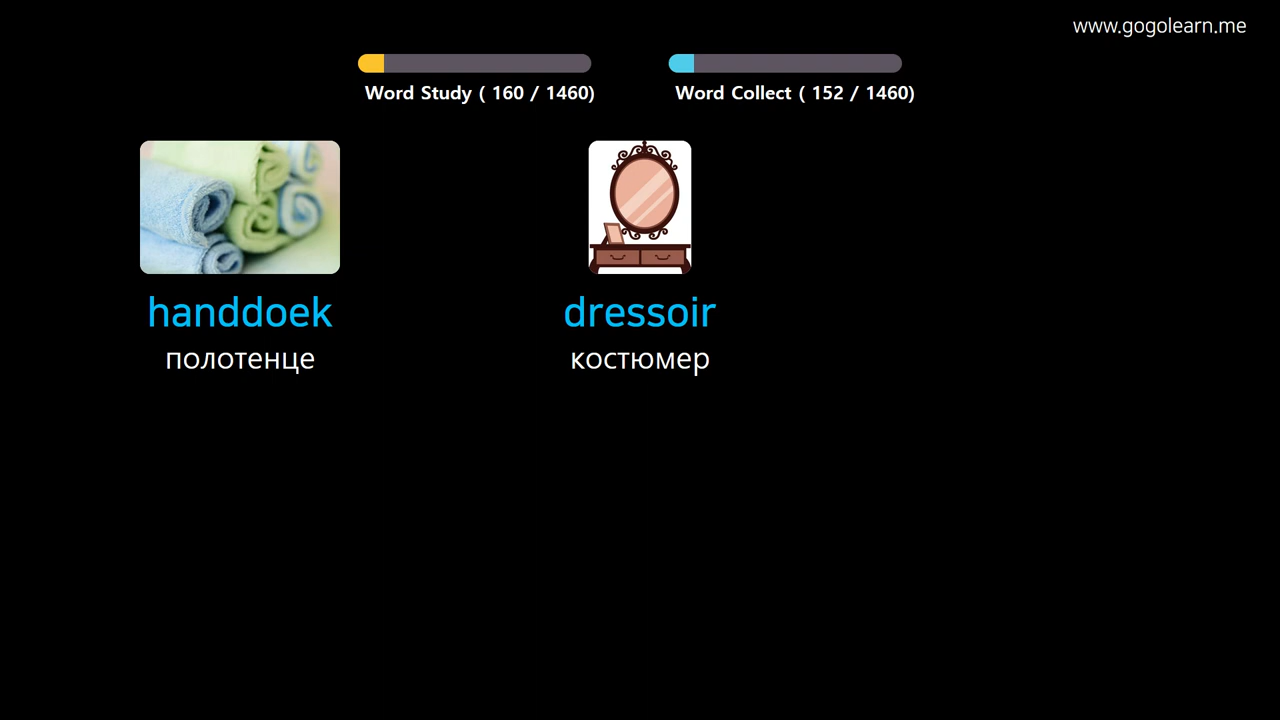 www.gogolearn.me
Word Study ( 160 / 1460)
Word Collect ( 152 / 1460)
handdoek
полотенце
dressoir
костюмер